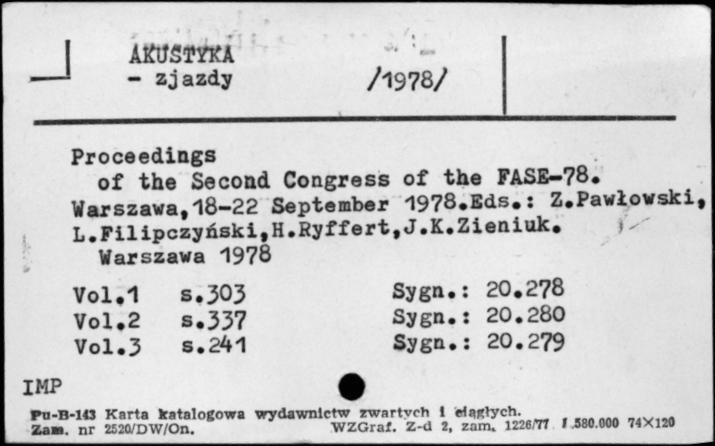 AKUSTYKA
- zjazdy /1978/
Proceedings
of the Second Congress of the FASE-78.
Warszawa,18-22 September 1978.Eds.: Z.Pawłowski,
L.Filipczyński,H.Ryffert,J.K.Zieniuk.
Warszawa 1978
Vol.1 s.303 Sygn.: 20.278
Vol.2 s.337 Sygn.: 20.280
Vol.3 s.241 Sygn.: 20.279
IMP
Pu-B-143 Karta katalogowa wydawnictw zwartych i ciągłych.
Zam. nr 2520/DW/On. WZGraf. Z-d 2, zam. 1226/77 1.580.000 74×120